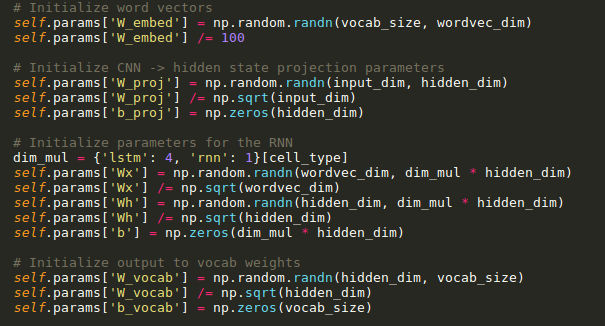 # Initialize word vectors
self.params['W_embed'] = np.random.randn(vocab_size, wordvec_dim)
self.params['W_embed'] /= 100
# Initialize CNN -> hidden state projection parameters
self.params['W_proj'] = np.random.randn(input_dim, hidden_dim)
self.params['W_proj'] /= np.sqrt(input_dim)
self.params['b_proj'] = np.zeros(hidden_dim)
# Initialize parameters for the RNN
dim_mul = {'lstm': 4, 'rnn': 1}[cell_type]
self.params['Wx'] = np.random.randn(wordvec_dim, dim_mul * hidden_dim)
self.params['Wx'] /= np.sqrt(wordvec_dim)
self.params['Wh'] = np.random.randn(hidden_dim, dim_mul * hidden_dim)
self.params['Wh'] /= np.sqrt(hidden_dim)
self.params['b'] = np.zeros(dim_mul * hidden_dim)
# Initialize output to vocab weights
self.params['W_vocab'] = np.random.randn(hidden_dim, vocab_size)
self.params['W_vocab'] /= np.sqrt(hidden_dim)
self.params['b_vocab'] = np.zeros(vocab_size)